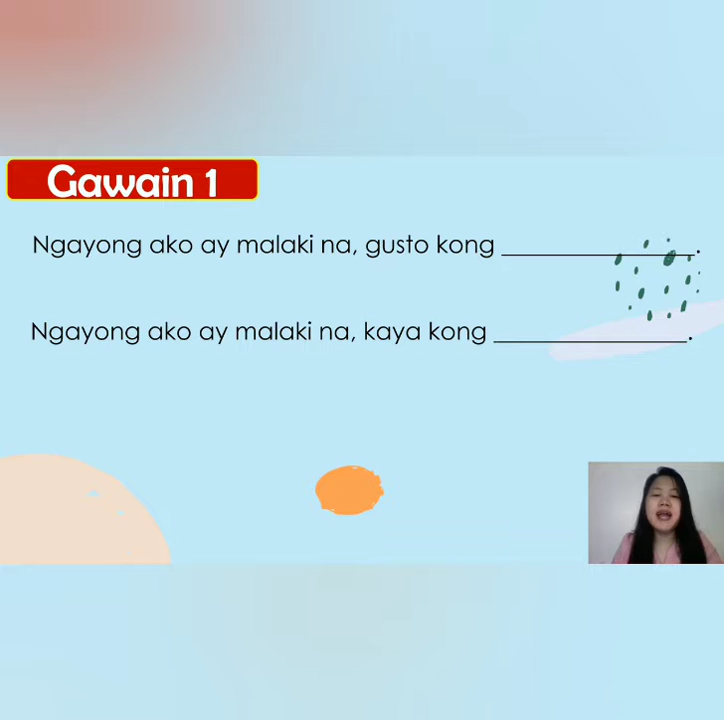 Gawain 1
Ngayong ako ay malaki na, gusto kong ________________.
Ngayong ako ay malaki na, kaya kong ________________.